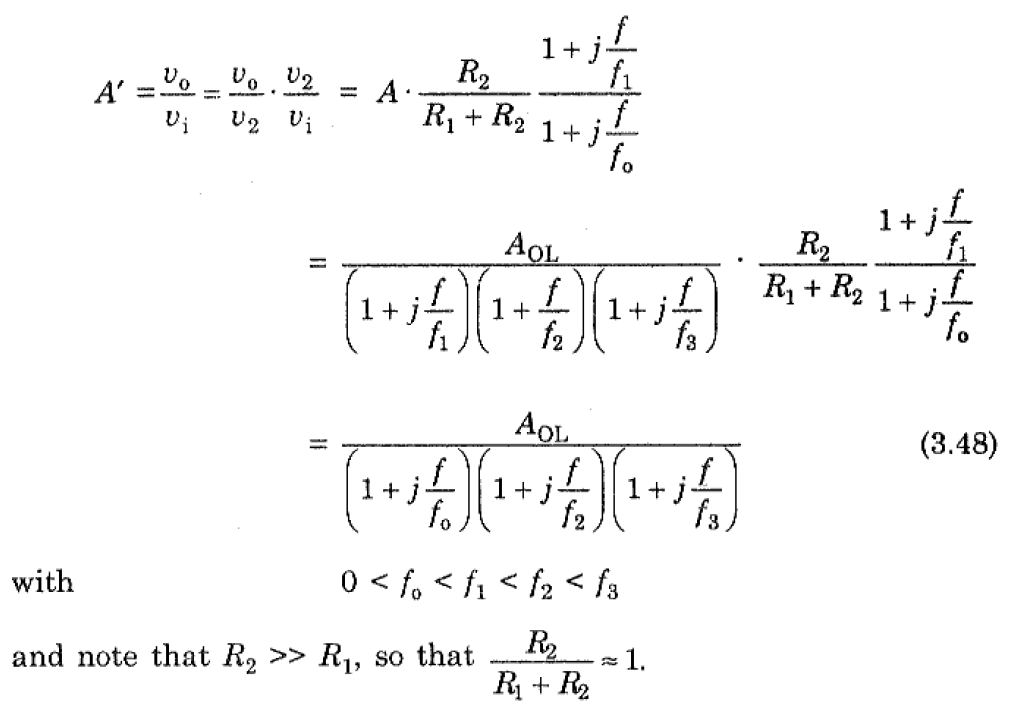 A′ = v_o/v_i = v_o/v_2 · v_2/v_i = A · R_2/(R_1 + R_2) (1 + j f/f_1)/(1 + j f/f_o)
= A_OL/((1 + j f/f_1)(1 + f/f_2)(1 + j f/f_3)) · R_2/(R_1 + R_2) (1 + j f/f_1)/(1 + j f/f_o)
= A_OL/((1 + j f/f_o)(1 + j f/f_2)(1 + j f/f_3)) (3.48)
with 0 < f_o < f_1 < f_2 < f_3
and note that R_2 >> R_1, so that R_2/(R_1 + R_2) ≈ 1.